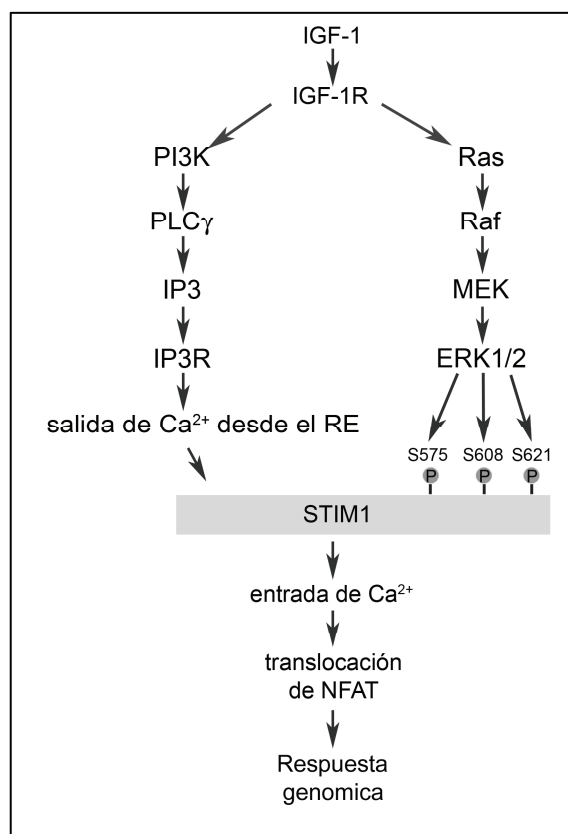 IGF-1
IGF-1R
PI3K
Ras
PLCγ
Raf
IP3
MEK
IP3R
ERK1/2
salida de Ca²⁺ desde el RE
S575 S608 S621
P P P
STIM1
entrada de Ca²⁺
translocación
de NFAT
Respuesta
genomica